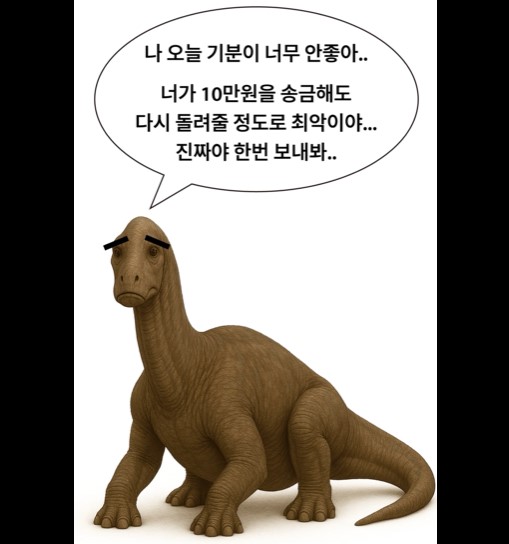 나 오늘 기분이 너무 안좋아..
너가 10만원을 송금해도
다시 돌려줄 정도로 최악이야...
진짜야 한번 보내봐..